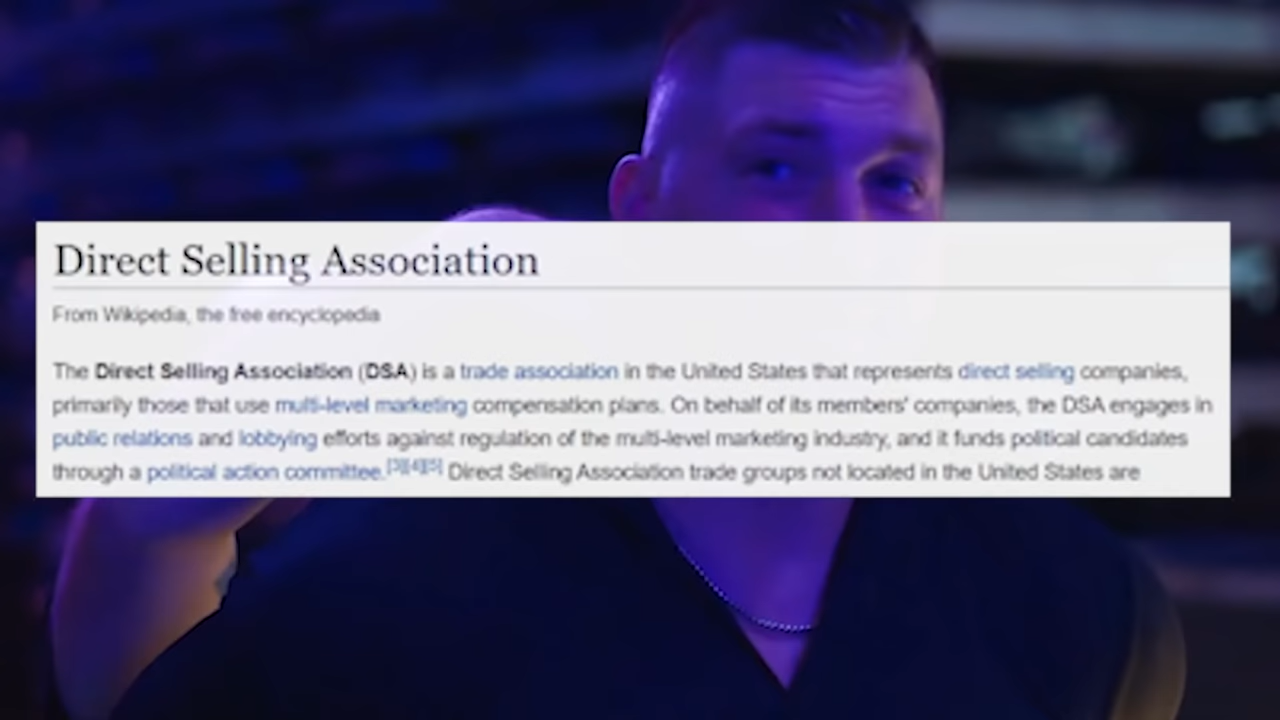 Direct Selling Association
From Wikipedia, the free encyclopedia
The Direct Selling Association (DSA) is a trade association in the United States that represents direct selling companies,
primarily those that use multi-level marketing compensation plans. On behalf of its members' companies, the DSA engages in
public relations and lobbying efforts against regulation of the multi-level marketing industry, and it funds political candidates
through a political action committee.[3][4][5] Direct Selling Association trade groups not located in the United States are